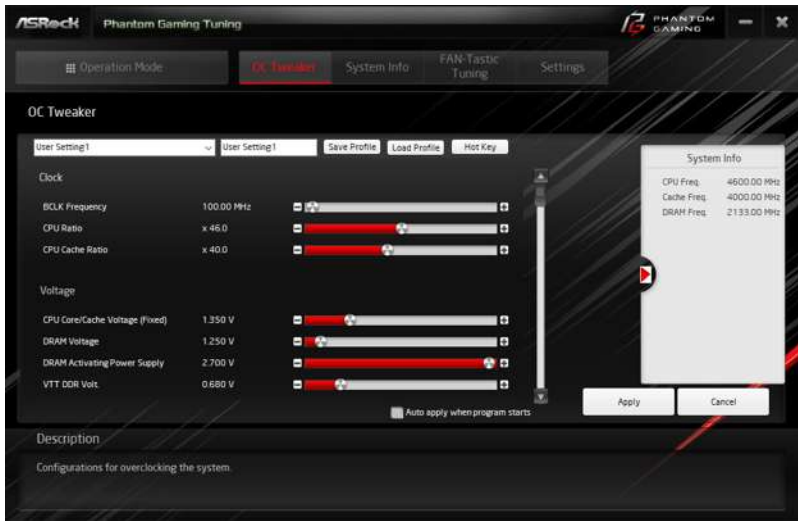 ASRock Phantom Gaming Tuning PHANTOM GAMING
Operation Mode OC Tweaker System Info FAN-Tastic Tuning Settings
OC Tweaker
User Setting1 User Setting1 Save Profile Load Profile Hot Key
System Info
Clock
CPU Freq. 4600.00 MHz
Cache Freq. 4000.00 MHz
DRAM Freq. 2133.00 MHz
BCLK Frequency 100.00 MHz
CPU Ratio x 46.0
CPU Cache Ratio x 40.0
Voltage
CPU Core/Cache Voltage (Fixed) 1.350 V
DRAM Voltage 1.250 V
DRAM Activating Power Supply 2.700 V
VTT DDR Volt. 0.680 V
Auto apply when program starts
Apply Cancel
Description
Configurations for overclocking the system.